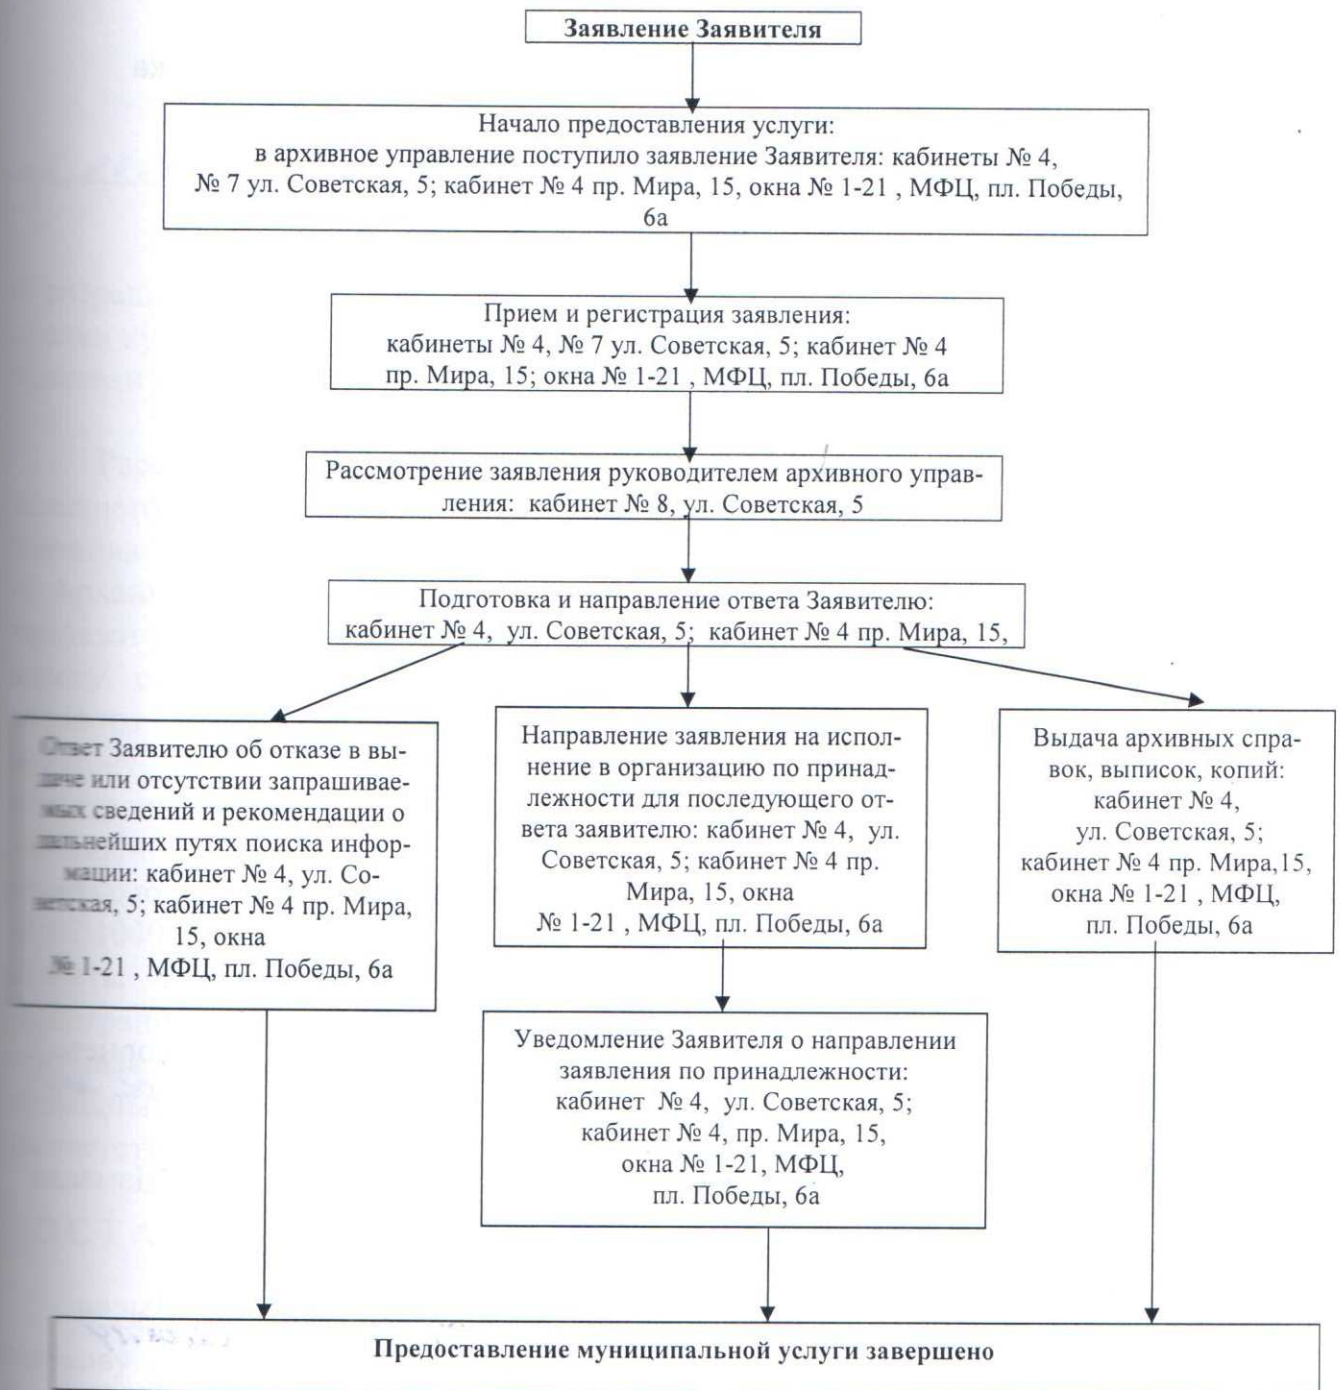 Заявление Заявителя
Начало предоставления услуги:
в архивное управление поступило заявление Заявителя: кабинеты № 4,
№ 7 ул. Советская, 5; кабинет № 4 пр. Мира, 15, окна № 1-21 , МФЦ, пл. Победы,
6а
Прием и регистрация заявления:
кабинеты № 4, № 7 ул. Советская, 5; кабинет № 4
пр. Мира, 15; окна № 1-21 , МФЦ, пл. Победы, 6а
Рассмотрение заявления руководителем архивного управ-
ления: кабинет № 8, ул. Советская, 5
Подготовка и направление ответа Заявителю:
кабинет № 4, ул. Советская, 5; кабинет № 4 пр. Мира, 15,
Ответ Заявителю об отказе в вы-
даче или отсутствии запрашивае-
мых сведений и рекомендации о
дальнейших путях поиска инфор-
мации: кабинет № 4, ул. Со-
ветская, 5; кабинет № 4 пр. Мира,
15, окна
№ 1-21 , МФЦ, пл. Победы, 6а
Направление заявления на испол-
нение в организацию по принад-
лежности для последующего от-
вета заявителю: кабинет № 4, ул.
Советская, 5; кабинет № 4 пр.
Мира, 15, окна
№ 1-21 , МФЦ, пл. Победы, 6а
Выдача архивных спра-
вок, выписок, копий:
кабинет № 4,
ул. Советская, 5;
кабинет № 4 пр. Мира,15,
окна № 1-21 , МФЦ,
пл. Победы, 6а
Уведомление Заявителя о направлении
заявления по принадлежности:
кабинет № 4, ул. Советская, 5;
кабинет № 4, пр. Мира, 15,
окна № 1-21, МФЦ,
пл. Победы, 6а
Предоставление муниципальной услуги завершено